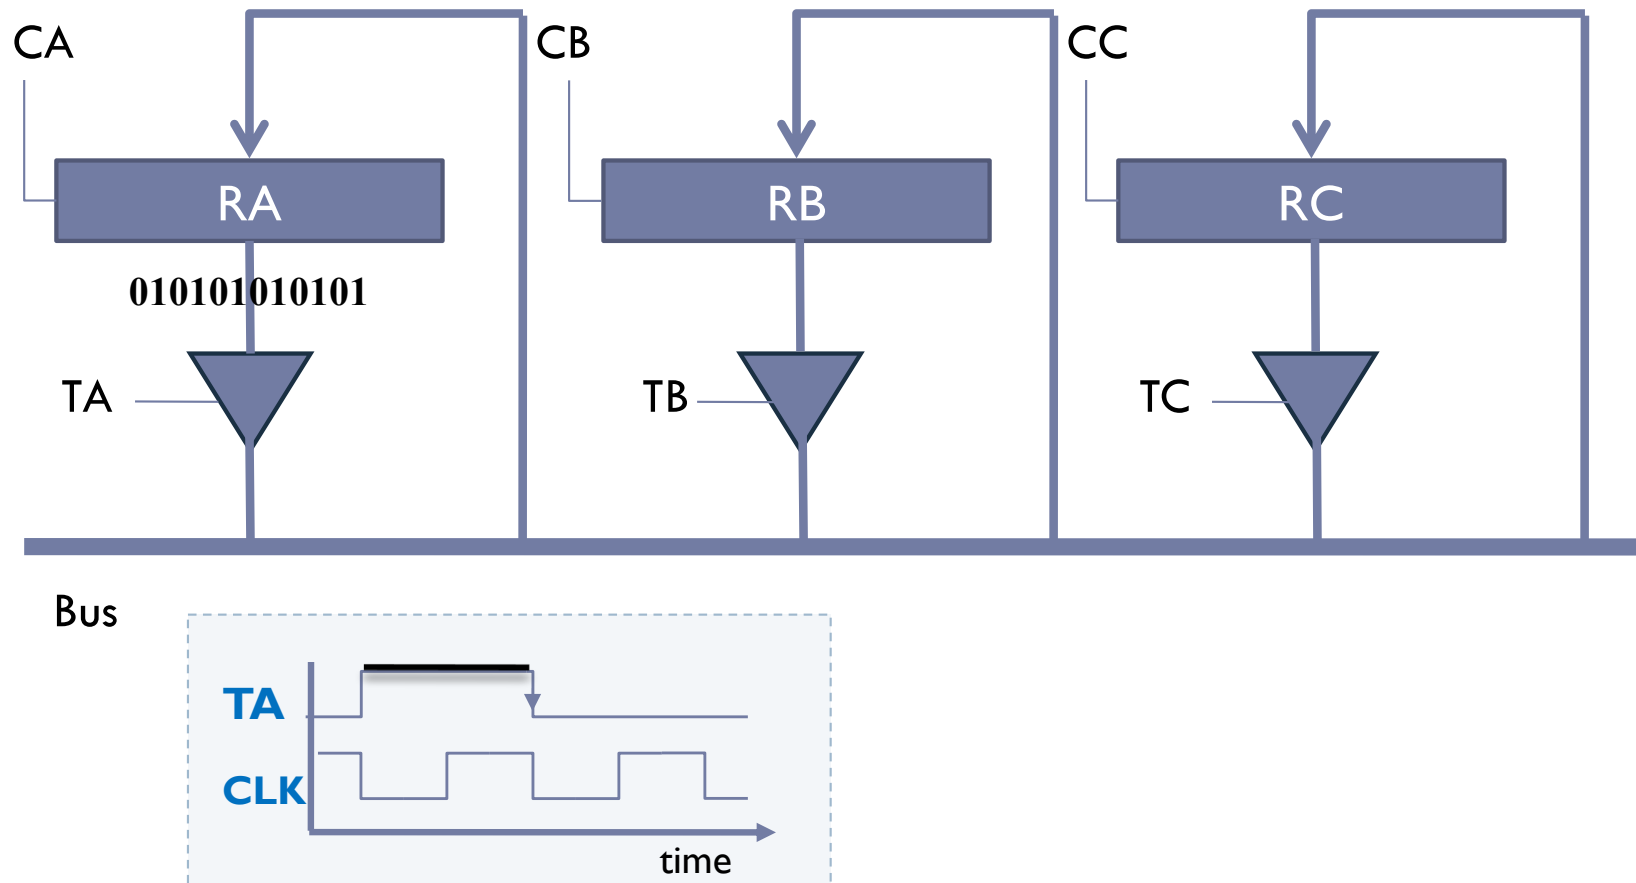 CA CB CC
RA RB RC
010101010101
TA TB TC
Bus
TA
CLK
time